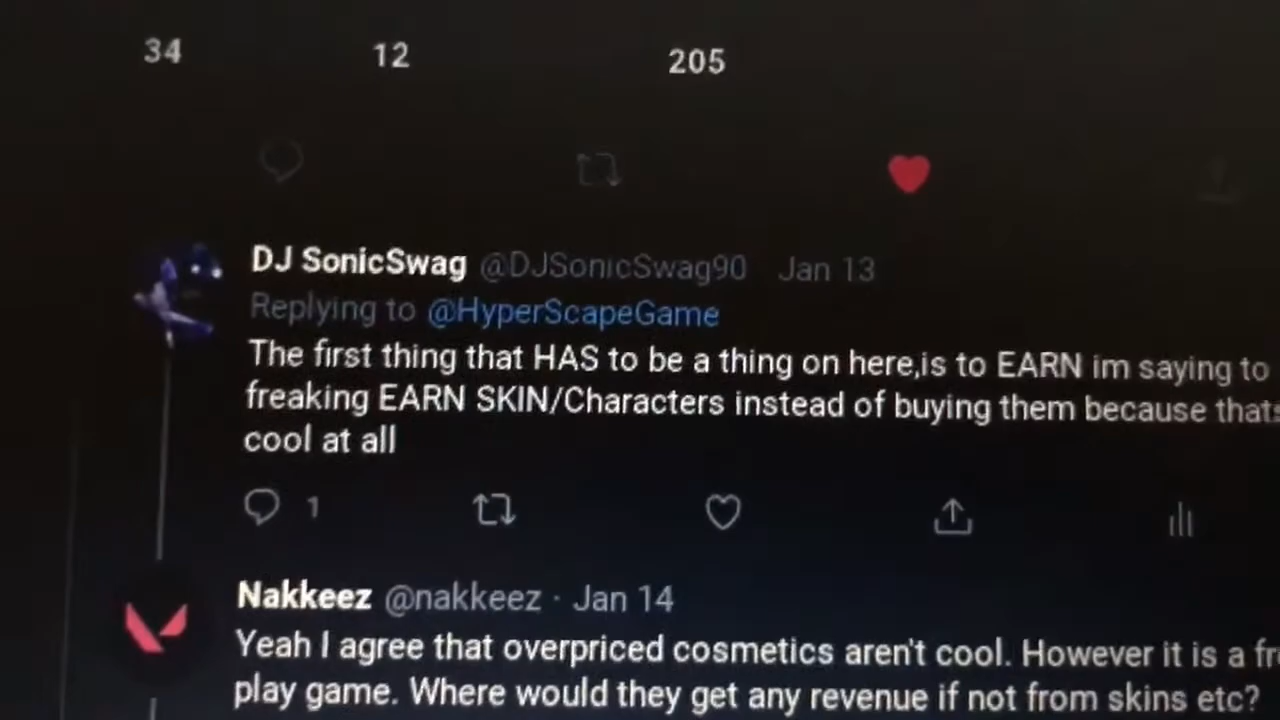 34 12 205
DJ SonicSwag @DJSonicSwag90 Jan 13
Replying to @HyperScapeGame
The first thing that HAS to be a thing on here,is to EARN im saying to
freaking EARN SKIN/Characters instead of buying them because thats
cool at all
1
Nakkeez @nakkeez · Jan 14
Yeah I agree that overpriced cosmetics aren't cool. However it is a
play game. Where would they get any revenue if not from skins etc?